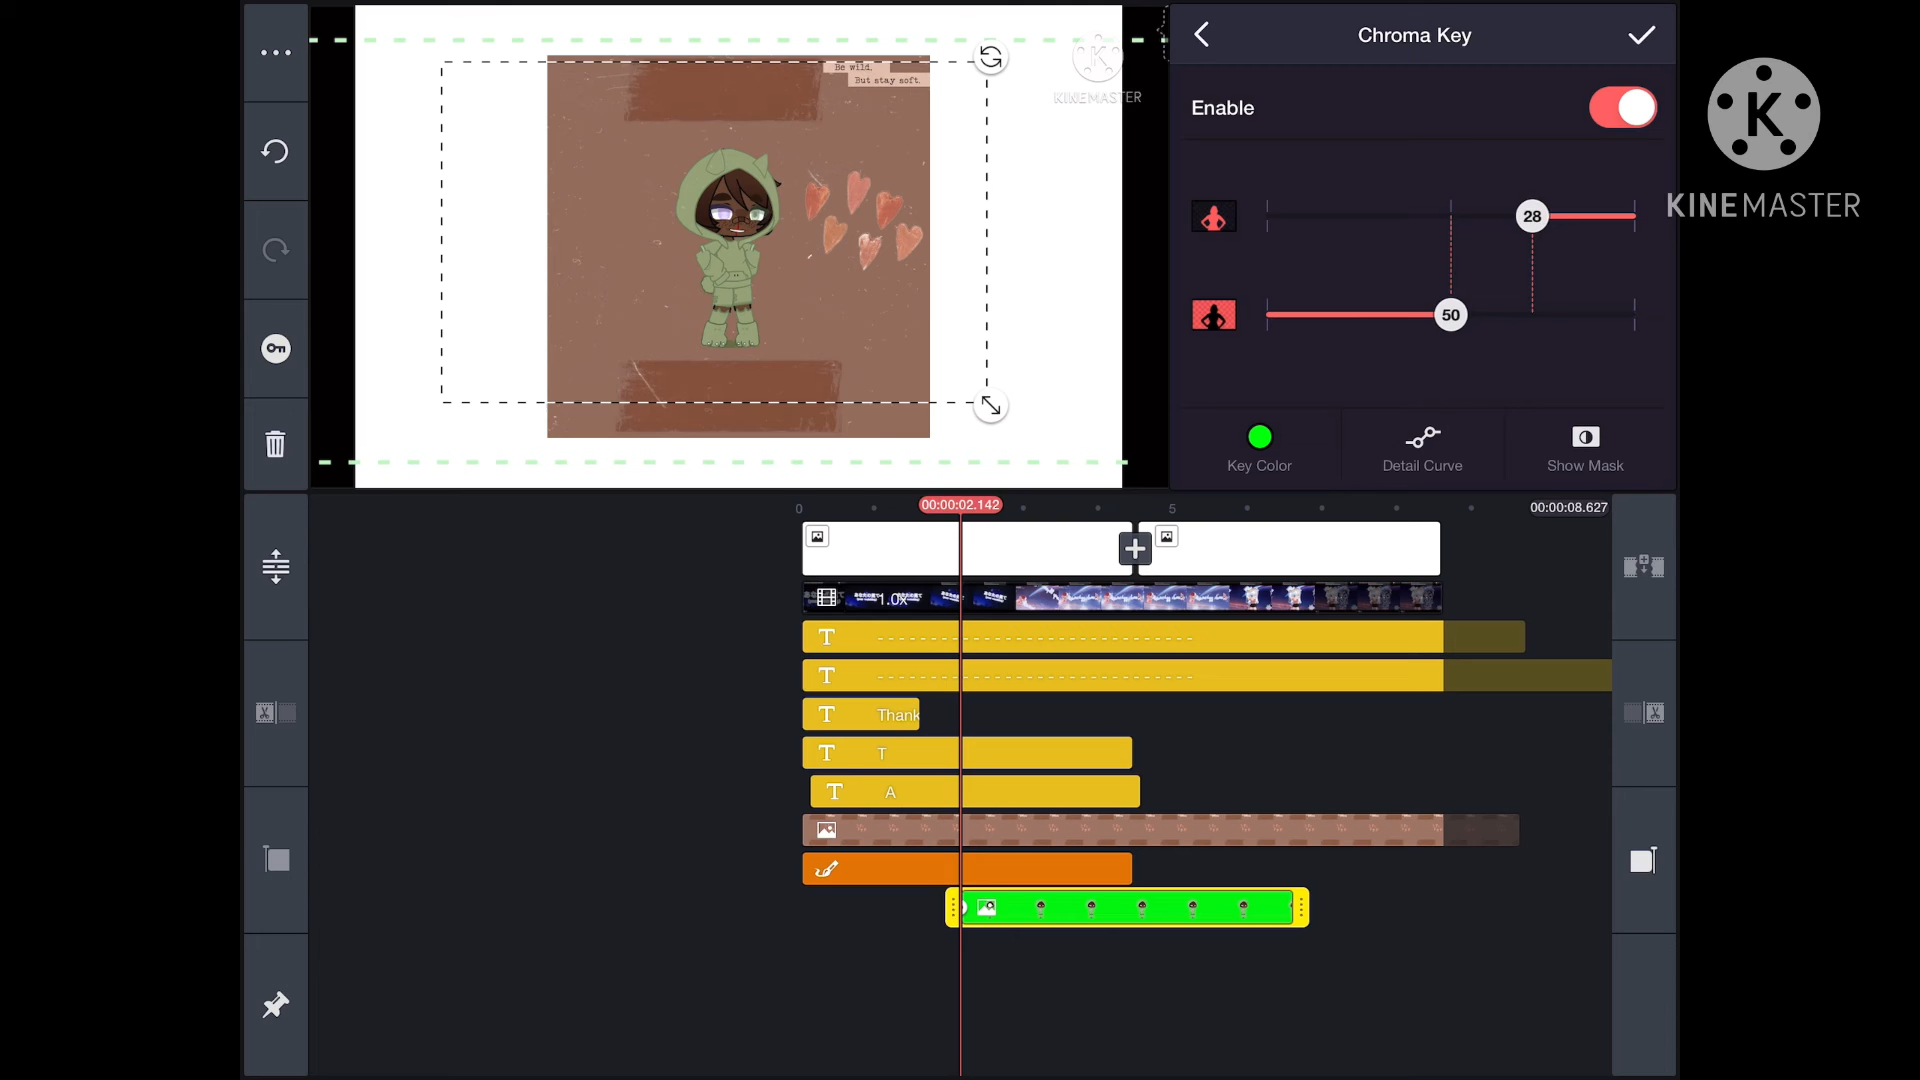 Be wild.
But stay soft.
KINEMASTER
Chroma Key
Enable
28
50
Key Color
Detail Curve
Show Mask
KINEMASTER
0
00:00:02.142
5
00:00:08.627
1.0x
T
--------------------------------
T
--------------------------------
T Thank
T T
T A